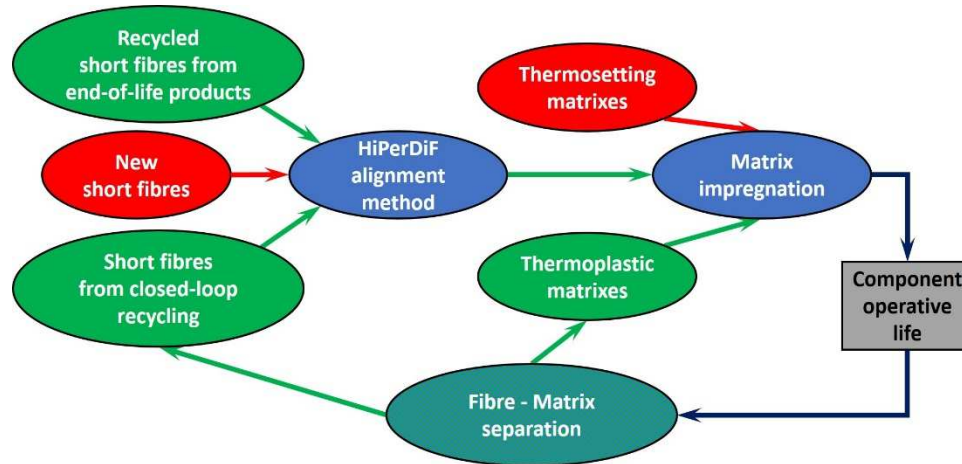 Recycled
short fibres from
end-of-life products
Thermosetting
matrixes
New
short fibres
HiPerDiF
alignment
method
Matrix
impregnation
Short fibres
from closed-loop
recycling
Thermoplastic
matrixes
Component
operative
life
Fibre - Matrix
separation